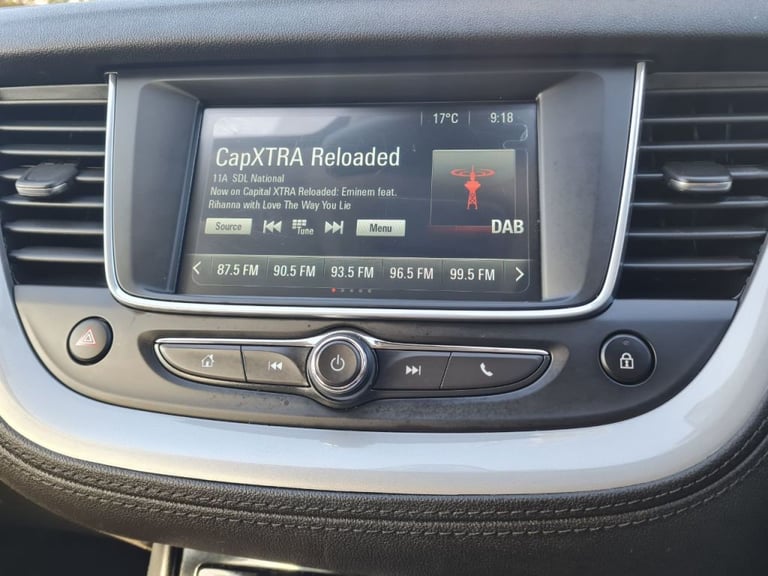 17°C 9:18
CapXTRA Reloaded
11A SDL National
Now on Capital XTRA Reloaded: Eminem feat.
Rihanna with Love The Way You Lie
Source Tune Menu
DAB
87.5 FM 90.5 FM 93.5 FM 96.5 FM 99.5 FM